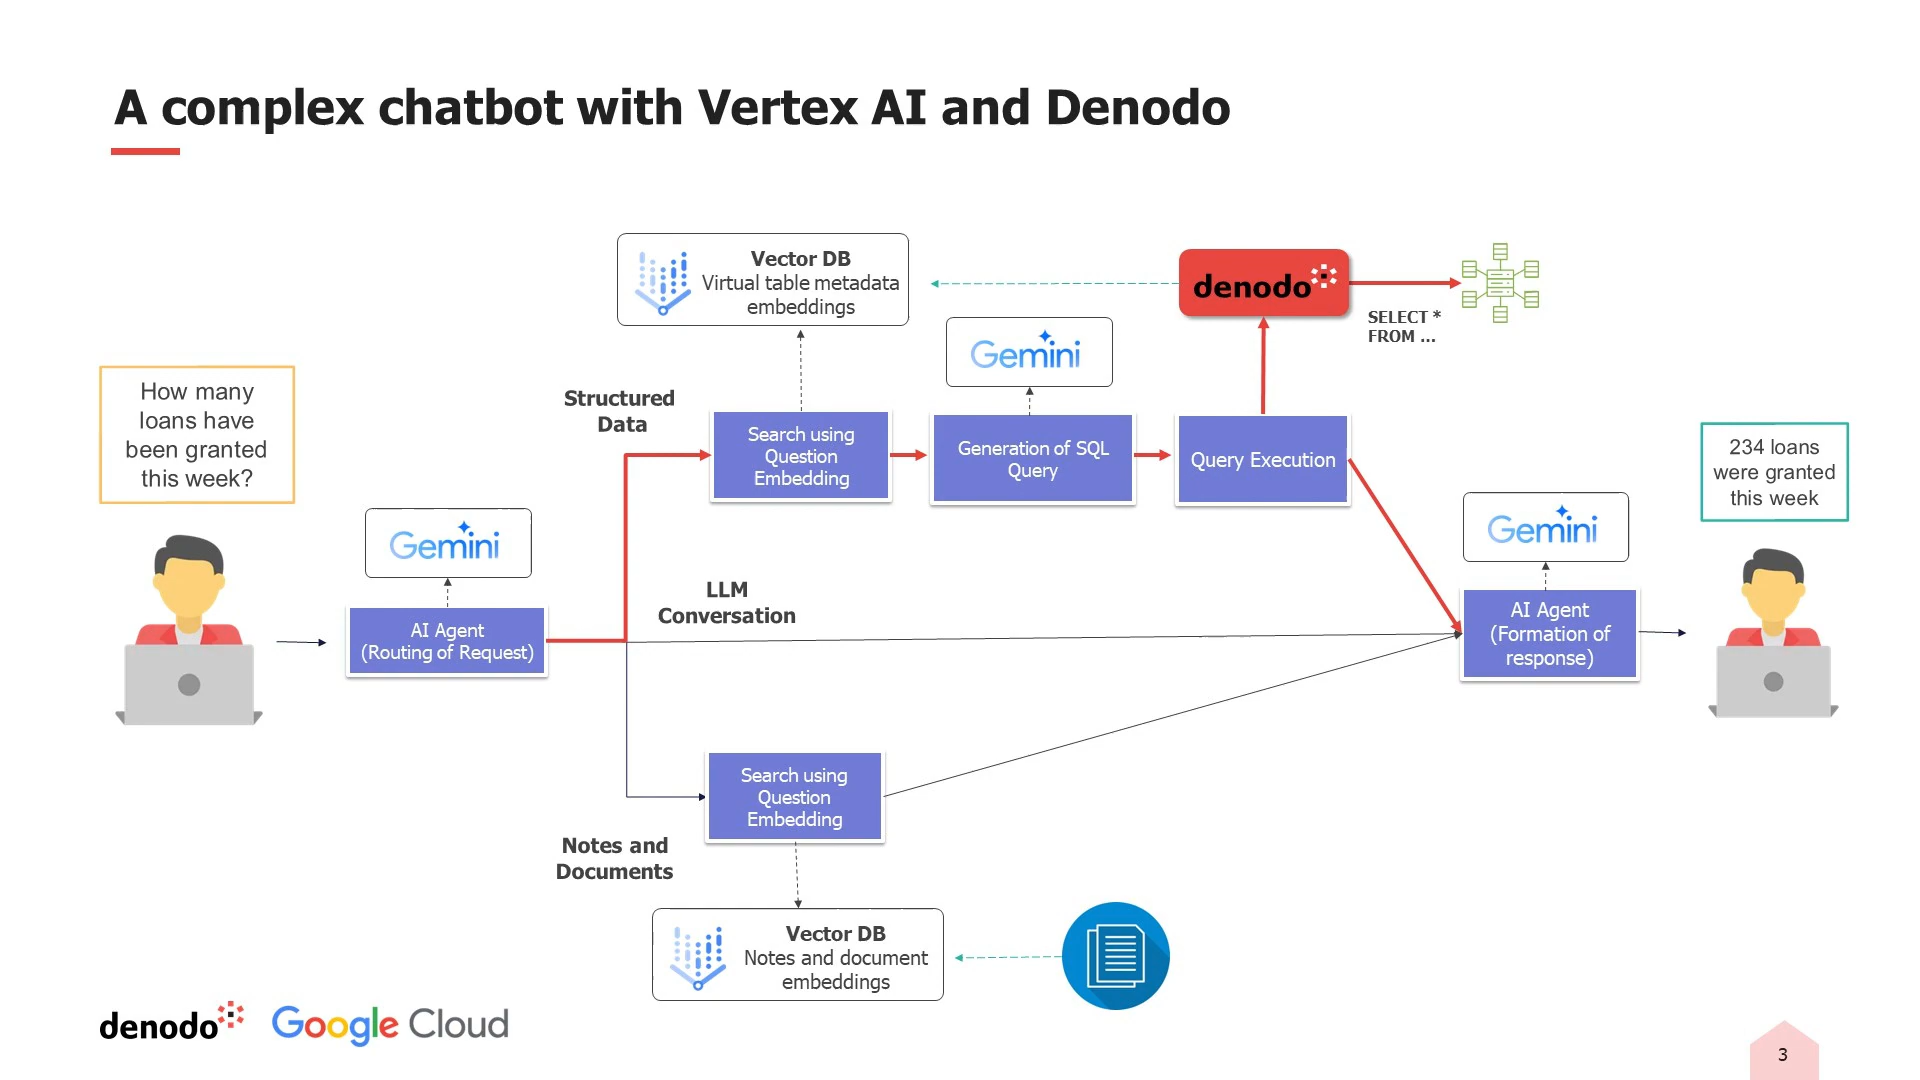 A complex chatbot with Vertex AI and Denodo
Vector DB
Virtual table metadata
embeddings
denodo
SELECT *
FROM ...
Gemini
How many
loans have
been granted
this week?
Structured
Data
Search using
Question
Embedding
Generation of SQL
Query
Query Execution
234 loans
were granted
this week
Gemini
Gemini
LLM
Conversation
AI Agent
(Routing of Request)
AI Agent
(Formation of
response)
Search using
Question
Embedding
Notes and
Documents
Vector DB
Notes and document
embeddings
denodo
Google Cloud
3